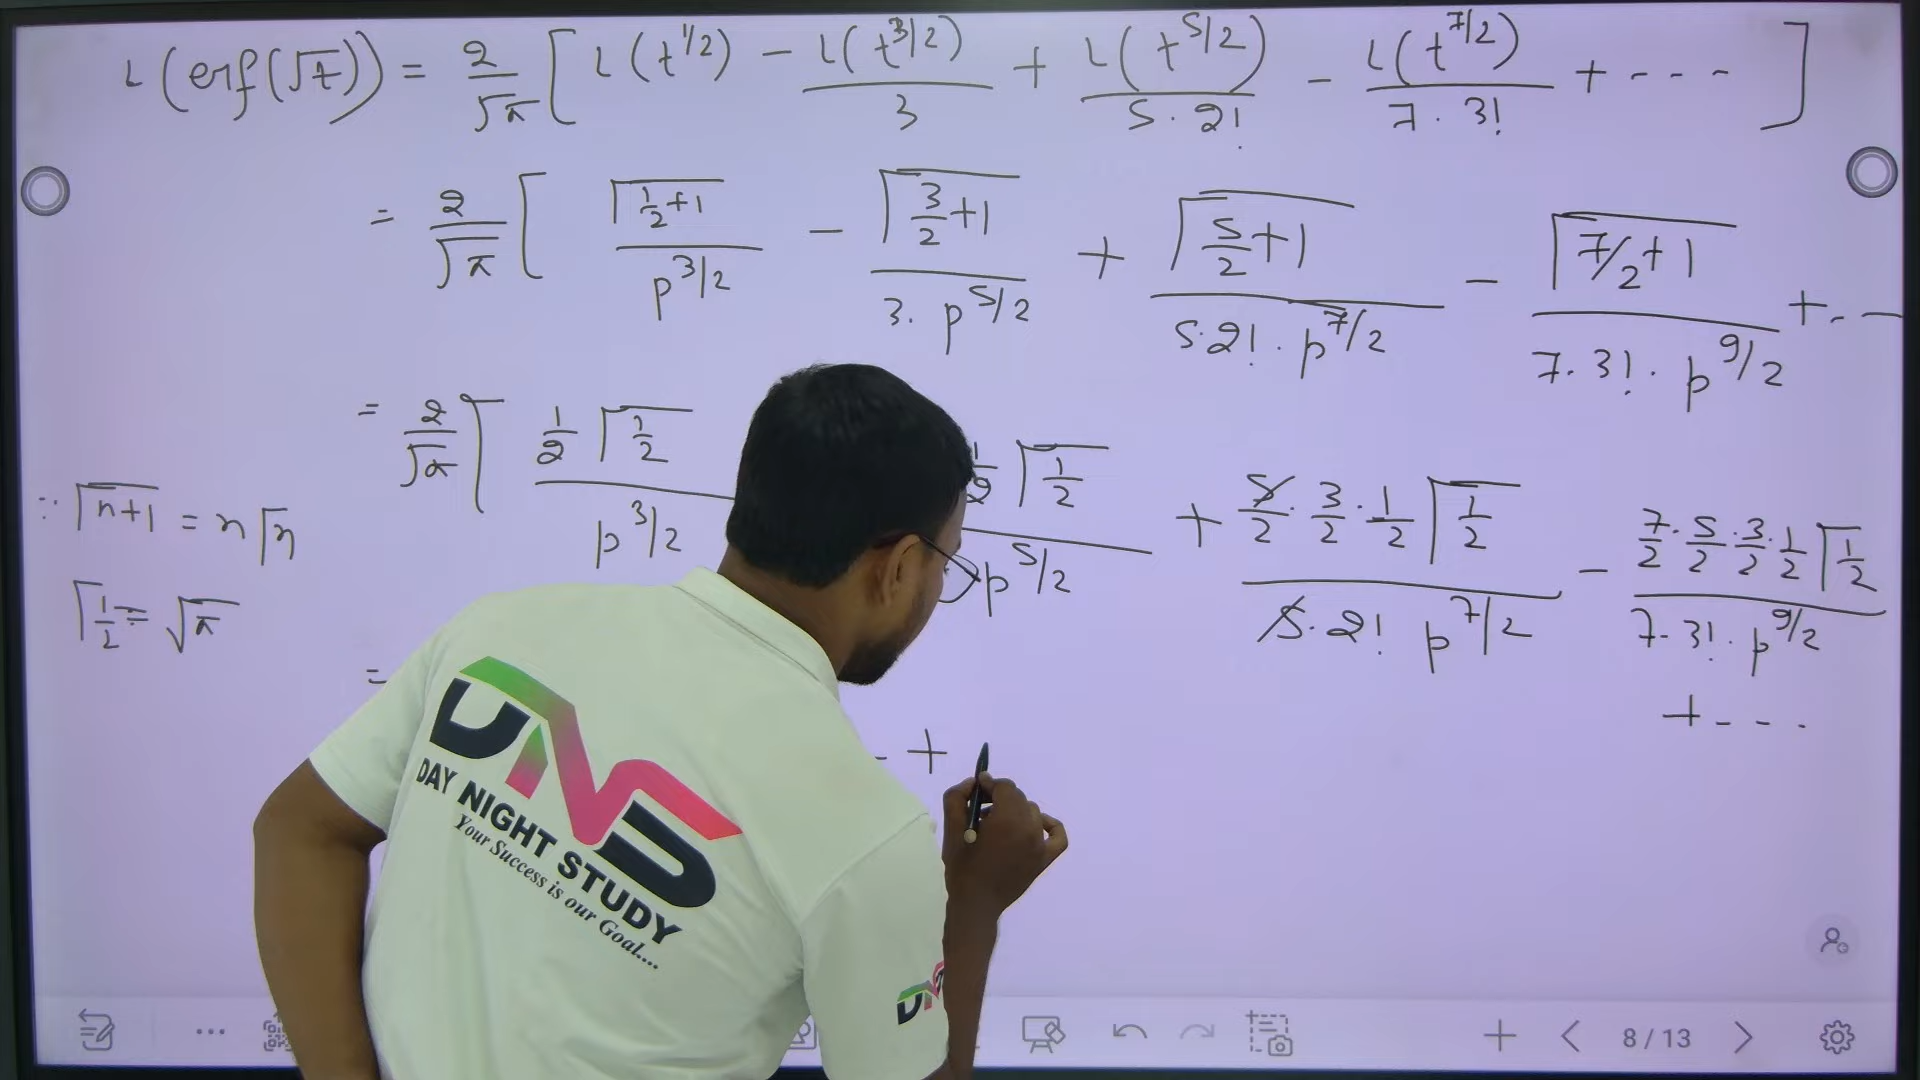 L(erf(√t)) = 2/√π [ L(t^1/2) - L(t^3/2)/3 + L(t^5/2)/5·2! - L(t^7/2)/7·3! + - - - ]
= 2/√π [ Γ(1/2+1)/p^3/2 - Γ(3/2+1)/3·p^5/2 + Γ(5/2+1)/5·2!·p^7/2 - Γ(7/2+1)/7·3!·p^9/2 + - - -
= 2/√π [ 1/2 Γ(1/2)/p^3/2 1/2 Γ(1/2)/p^5/2 + 5/2·3/2·1/2 Γ(1/2)/5·2! p^7/2 - 7/2·5/2·3/2·1/2 Γ(1/2)/7·3!·p^9/2
+ - - -
∵ Γ(n+1) = n Γn
Γ(1/2) = √π
=
- +
DNS
DAY NIGHT STUDY
Your Success is our Goal....
8 / 13